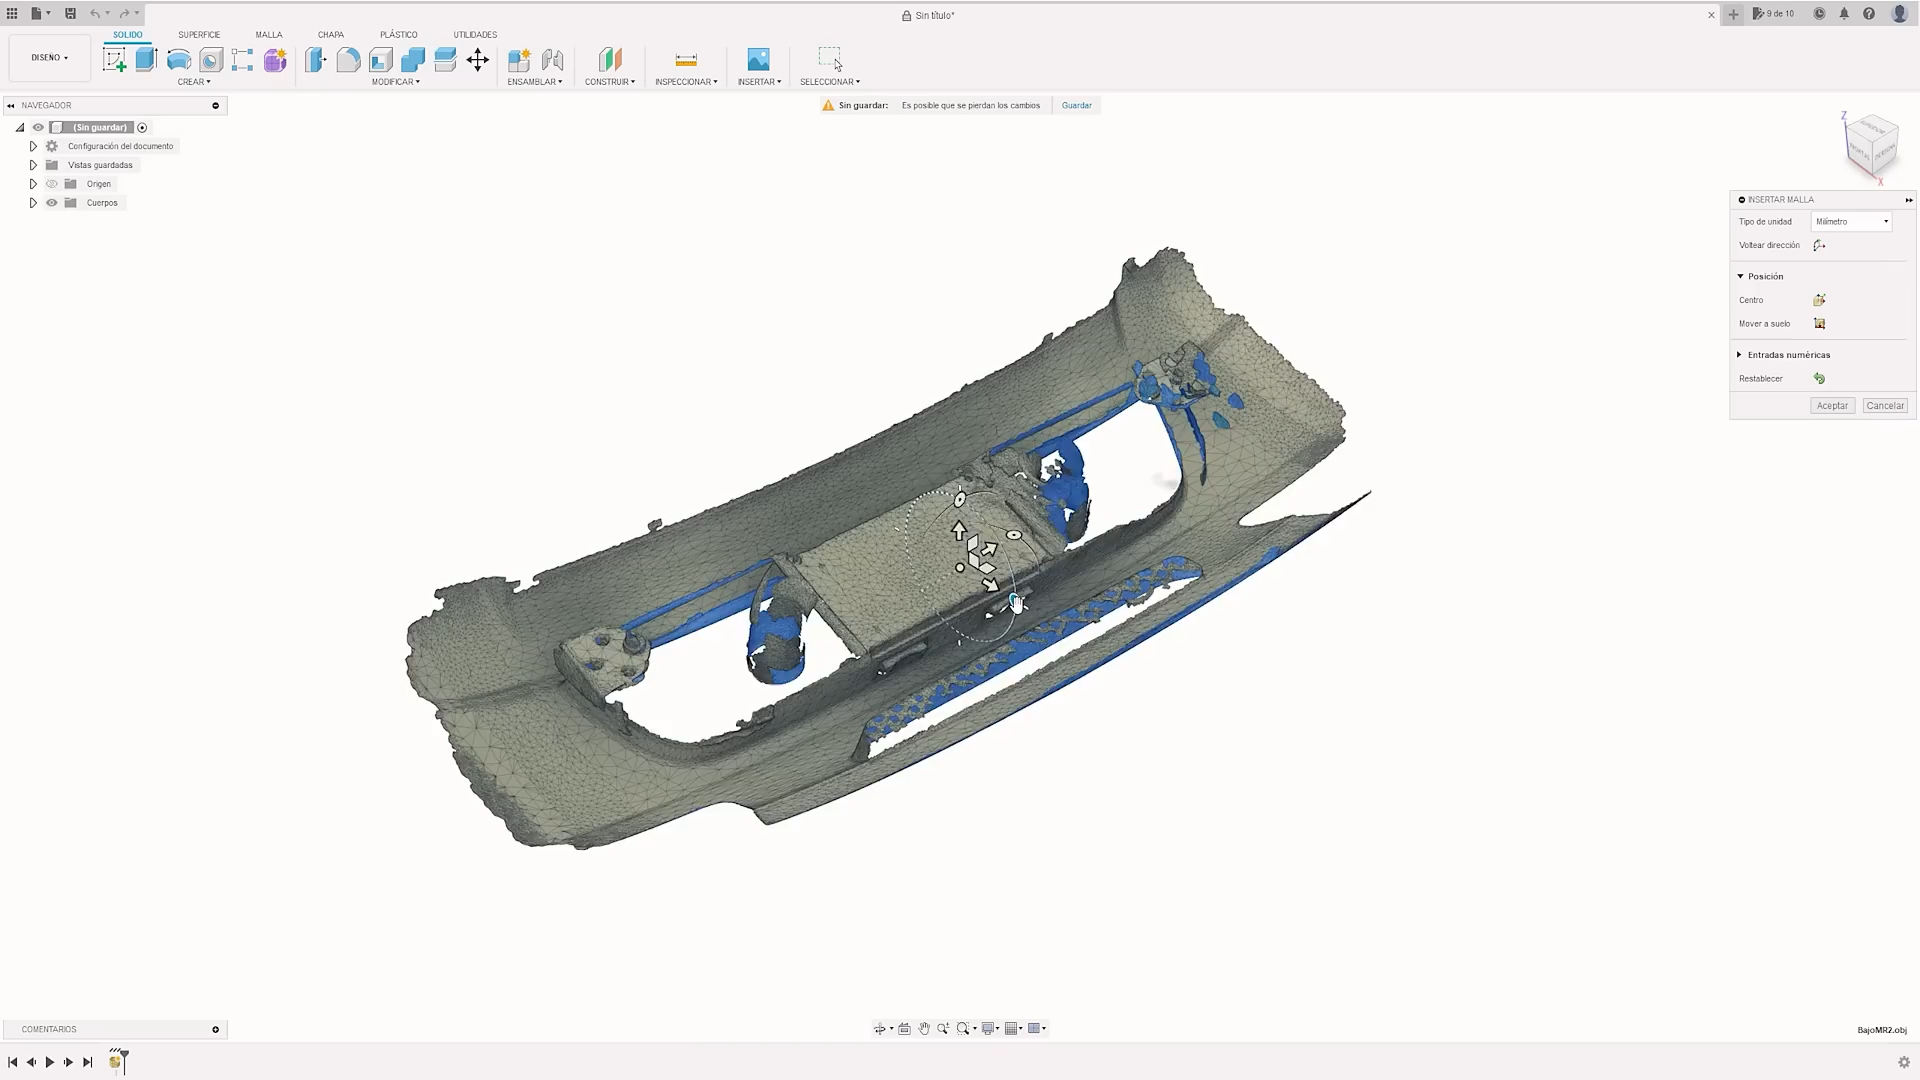 Sin título*
9 de 10
DISEÑO
SOLIDO
SUPERFICIE
MALLA
CHAPA
PLÁSTICO
UTILIDADES
CREAR
MODIFICAR
ENSAMBLAR
CONSTRUIR
INSPECCIONAR
INSERTAR
SELECCIONAR
NAVEGADOR
Sin guardar: Es posible que se pierdan los cambios Guardar
(Sin guardar)
Configuración del documento
Vistas guardadas
Origen
Cuerpos
Z
X
INSERTAR MALLA
Tipo de unidad Milímetro
Voltear dirección
Posición
Centro
Mover a suelo
Entradas numéricas
Restablecer
Aceptar Cancelar
COMENTARIOS
BajoMR2.obj